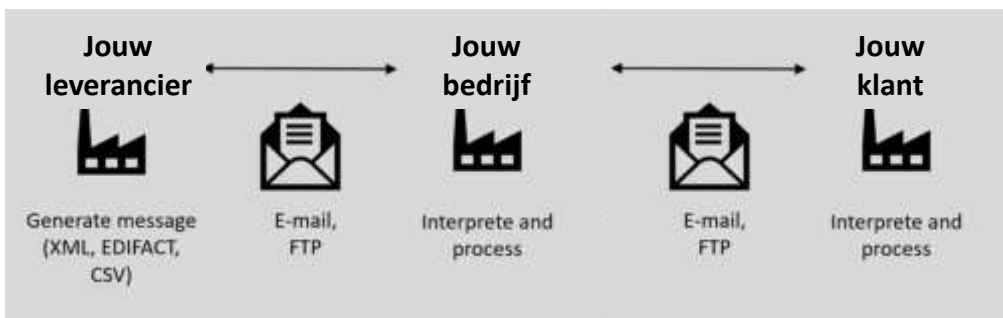 Jouw
leverancier
Jouw
bedrijf
Jouw
klant
Generate message
(XML, EDIFACT,
CSV)
E-mail,
FTP
Interprete and
process
E-mail,
FTP
Interprete and
process